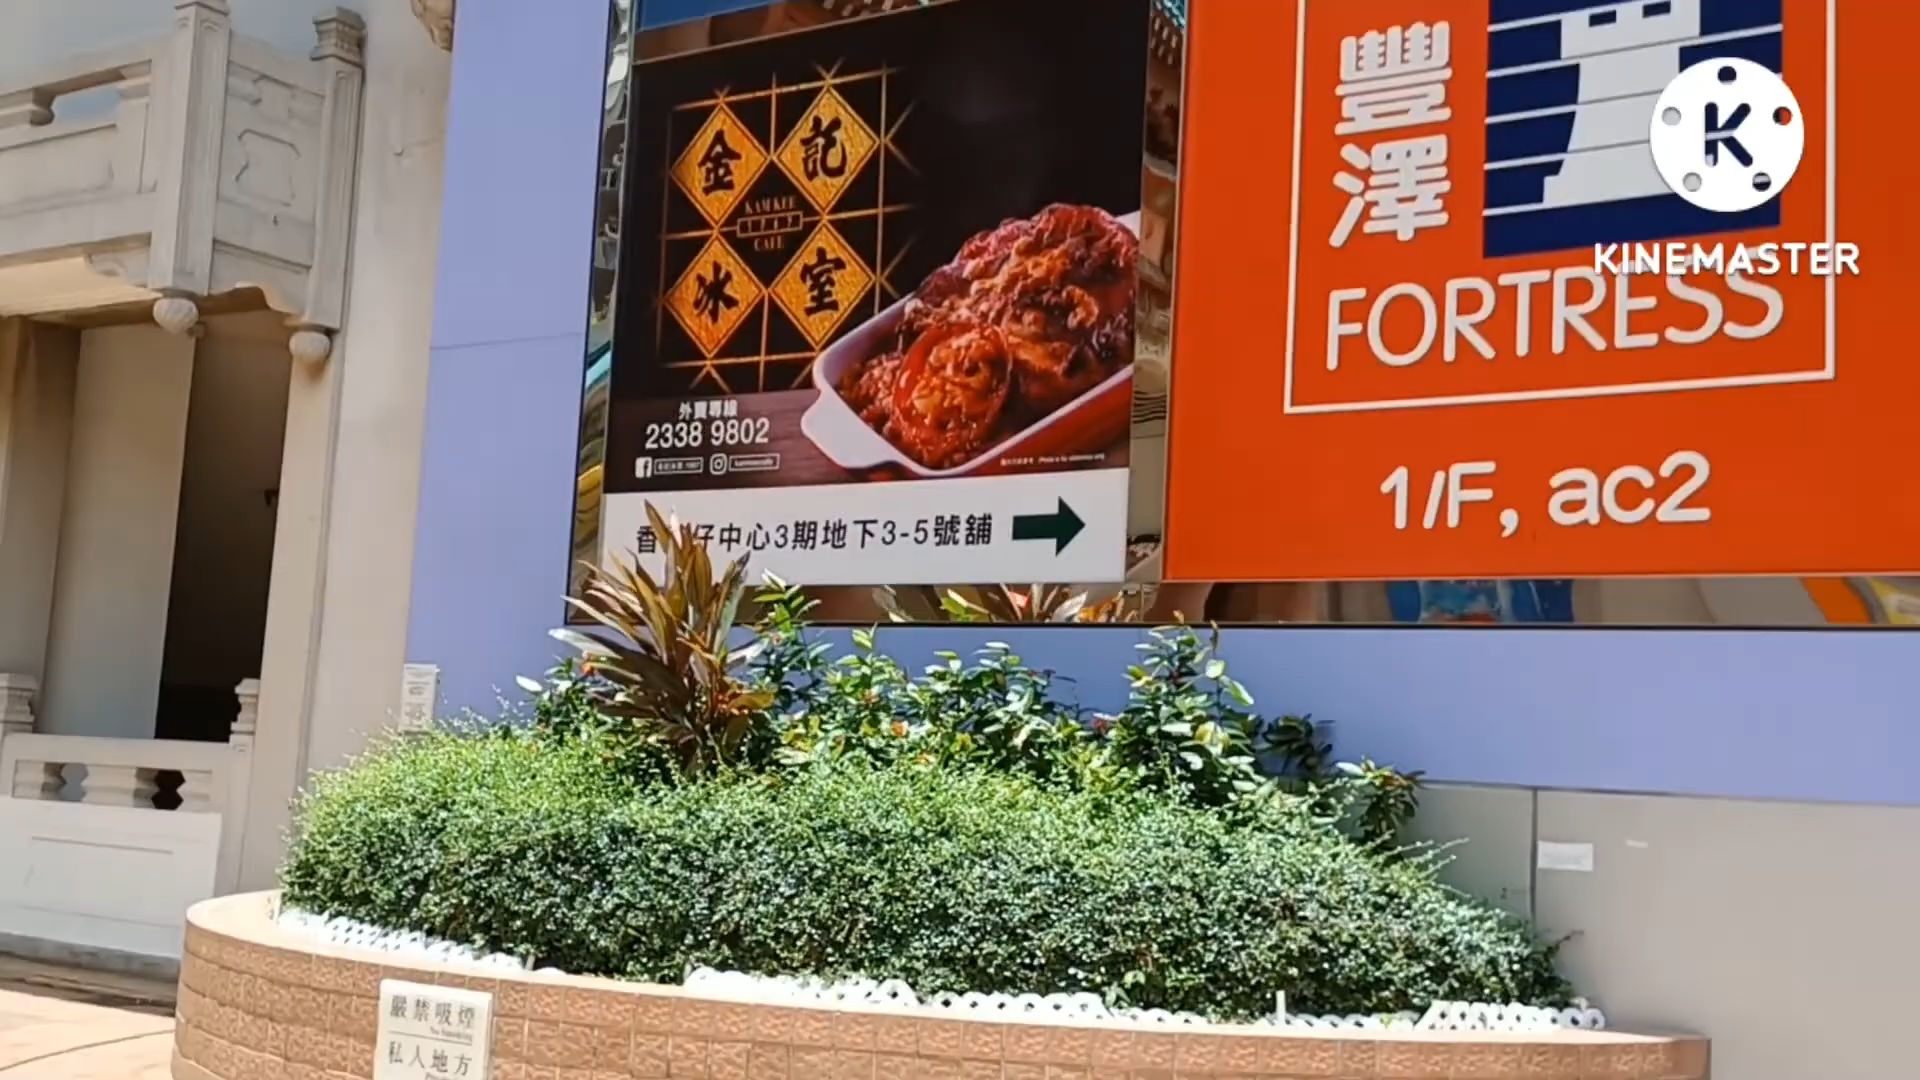 金記
冰室
KAM KEE
CAFE
外賣專線
2338 9802
仔中心3期地下3-5號舖
豐澤
FORTRESS
1/F, ac2
K
KINEMASTER
嚴禁吸煙
私人地方